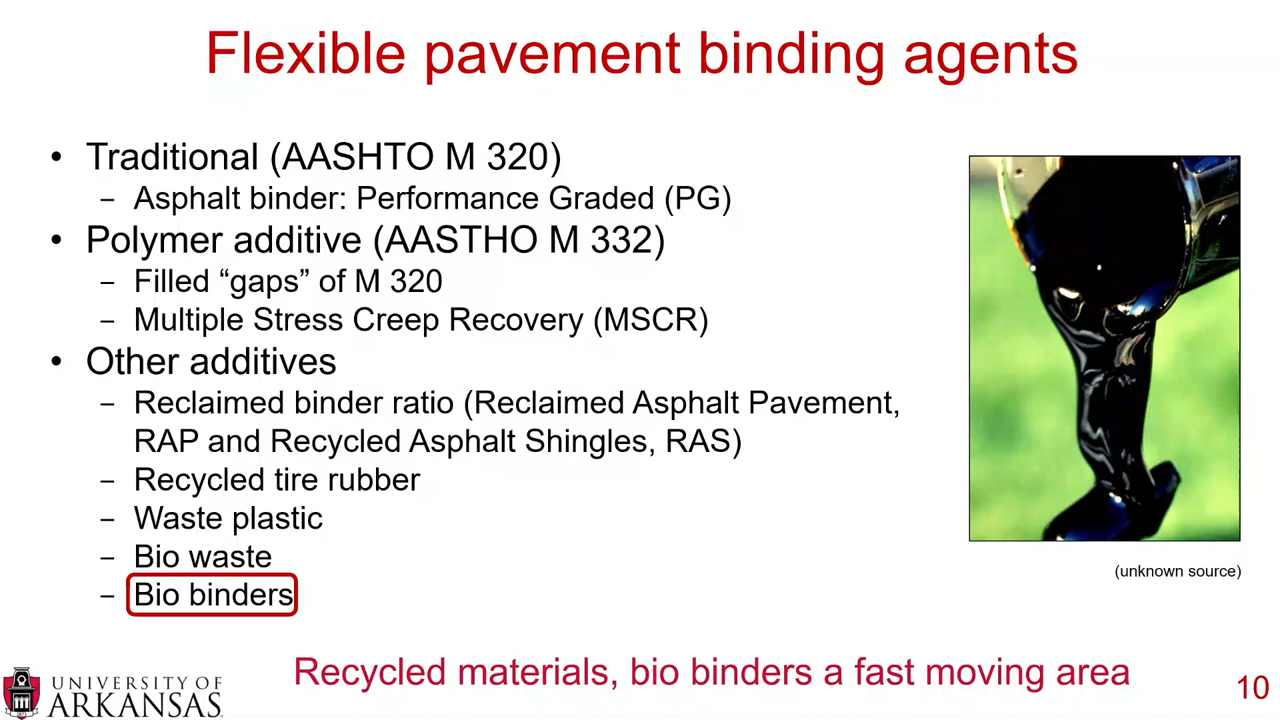 Flexible pavement binding agents
• Traditional (AASHTO M 320)
– Asphalt binder: Performance Graded (PG)
• Polymer additive (AASTHO M 332)
– Filled “gaps” of M 320
– Multiple Stress Creep Recovery (MSCR)
• Other additives
– Reclaimed binder ratio (Reclaimed Asphalt Pavement,
RAP and Recycled Asphalt Shingles, RAS)
– Recycled tire rubber
– Waste plastic
– Bio waste
– Bio binders
(unknown source)
Recycled materials, bio binders a fast moving area
UNIVERSITY OF
ARKANSAS
10